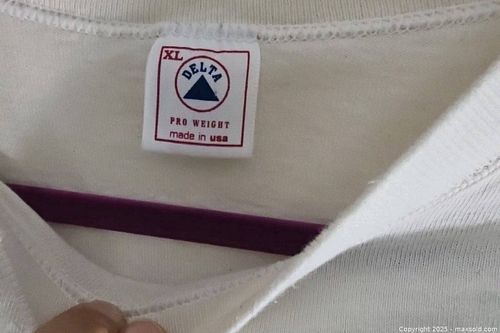 XL
DELTA
PRO WEIGHT
made in usa
Copyright 2025 - maxsold.com